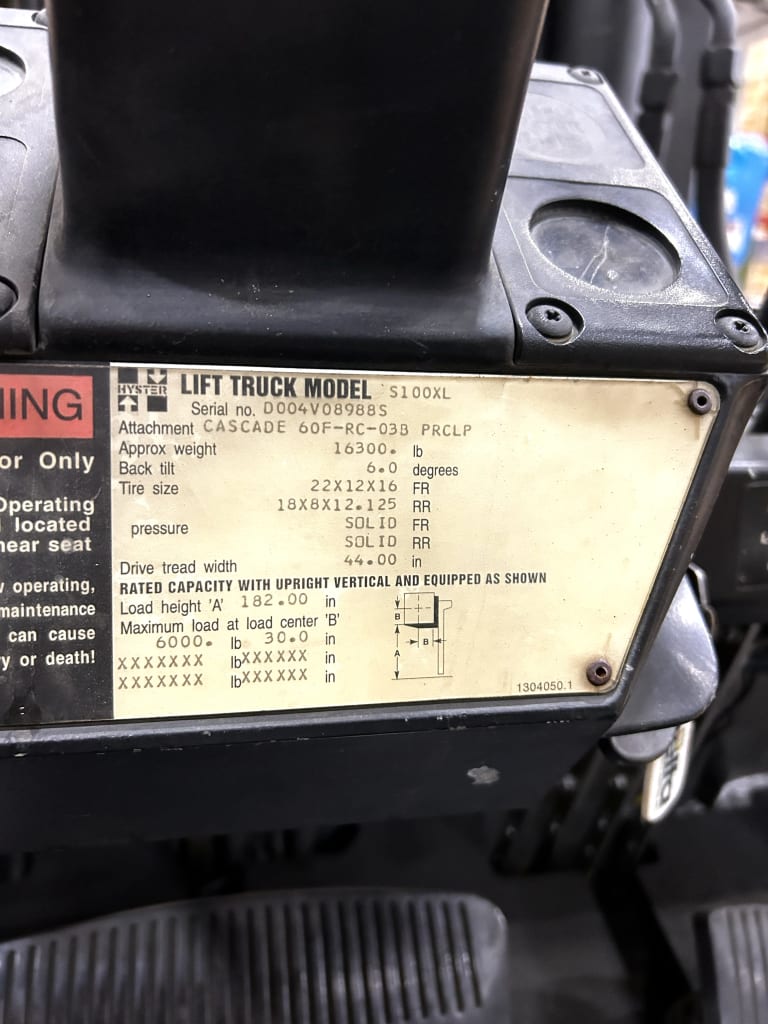 NING
or Only
Operating
located
near seat
operating,
maintenance
can cause
or death!
HYSTER
LIFT TRUCK MODEL S100XL
Serial no. D004V08988S
Attachment CASCADE 60F-RC-03B PRCLP
Approx weight 16300. lb
Back tilt 6.0 degrees
Tire size 22X12X16 FR
18X8X12.125 RR
pressure SOLID FR
SOLID RR
Drive tread width 44.00 in
RATED CAPACITY WITH UPRIGHT VERTICAL AND EQUIPPED AS SHOWN
Load height 'A' 182.00 in
Maximum load at load center 'B'
6000. lb 30.0 in
XXXXXXX lb XXXXXX in
XXXXXXX lb XXXXXX in
B
B
A
1304050.1